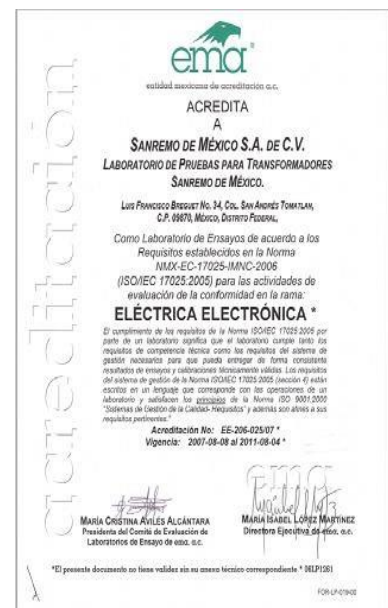 ema
entidad mexicana de acreditación a.c.
acreditación
ACREDITA
A
SANREMO DE MÉXICO S.A. DE C.V.
LABORATORIO DE PRUEBAS PARA TRANSFORMADORES
SANREMO DE MÉXICO.
LUIS FRANCISCO BREGUET NO. 34, COL. SAN ANDRÉS TOMATLAN,
C.P. 09870, MÉXICO, DISTRITO FEDERAL,
Como Laboratorio de Ensayos de acuerdo a los
Requisitos establecidos en la Norma
NMX-EC-17025-IMNC-2006
(ISO/IEC 17025:2005) para las actividades de
evaluación de la conformidad en la rama:
ELÉCTRICA ELECTRÓNICA *
El cumplimiento de los requisitos de la Norma ISO/IEC 17025:2005 por
parte de un laboratorio significa que el laboratorio cumple tanto los
requisitos de competencia técnica como los requisitos del sistema de
gestión necesarios para que pueda entregar de forma consistente
resultados de ensayos y calibraciones técnicamente válidas. Los requisitos
del sistema de gestión de la Norma ISO/IEC 17025:2005 (sección 4) están
escritos en un lenguaje que corresponde con las operaciones de un
laboratorio y satisfacen los principios de la Norma ISO 9001:2000
"Sistemas de Gestión de la Calidad- Requisitos" y además son afines a sus
requisitos pertinentes."
Acreditación No: EE-206-025/07 *
Vigencia: 2007-08-08 al 2011-08-04 *
ema
MARÍA CRISTINA AVILES ALCÁNTARA
Presidenta del Comité de Evaluación de
Laboratorios de Ensayo de ema, a.c.
MARÍA ISABEL LÓPEZ MARTÍNEZ
Directora Ejecutiva de ema, a.c.
*El presente documento no tiene validez sin su anexo técnico correspondiente * 06LP1261
FOR-LP-019-00